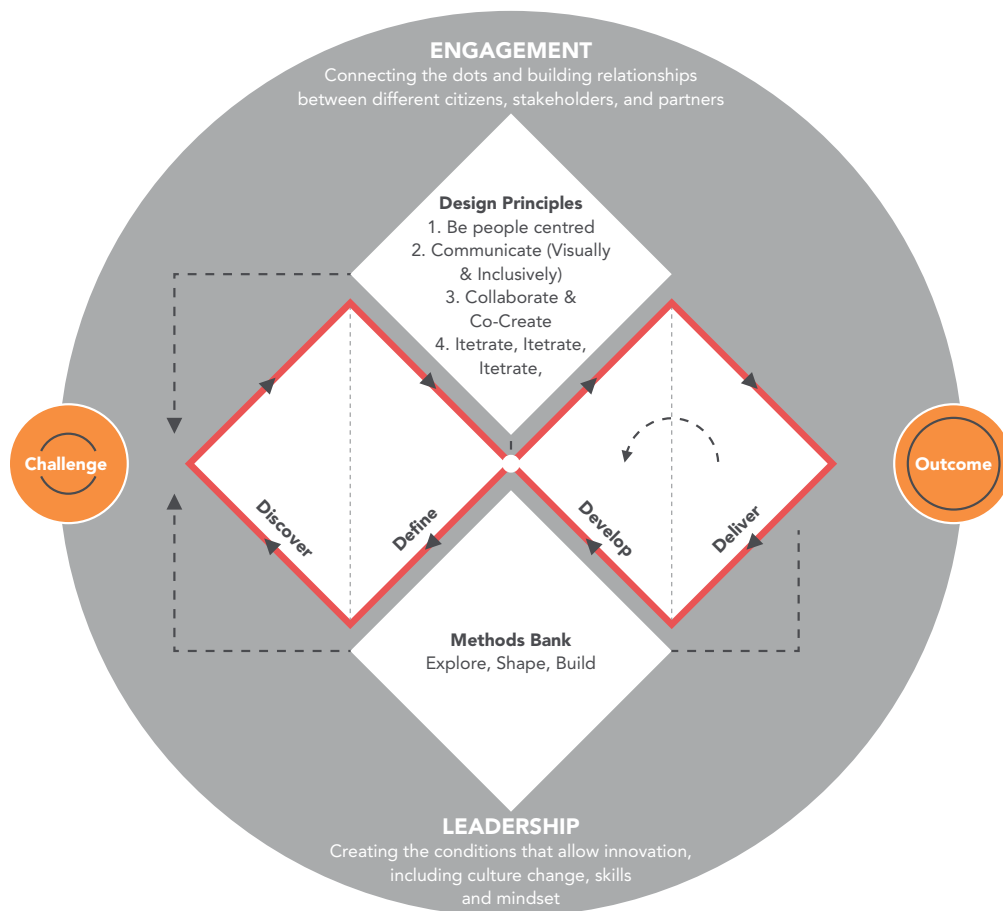 ENGAGEMENT
Connecting the dots and building relationships
between different citizens, stakeholders, and partners
Design Principles
1. Be people centred
2. Communicate (Visually
& Inclusively)
3. Collaborate &
Co-Create
4. Itetrate, Itetrate,
Itetrate,
Challenge
Outcome
Discover
Define
Develop
Deliver
Methods Bank
Explore, Shape, Build
LEADERSHIP
Creating the conditions that allow innovation,
including culture change, skills
and mindset